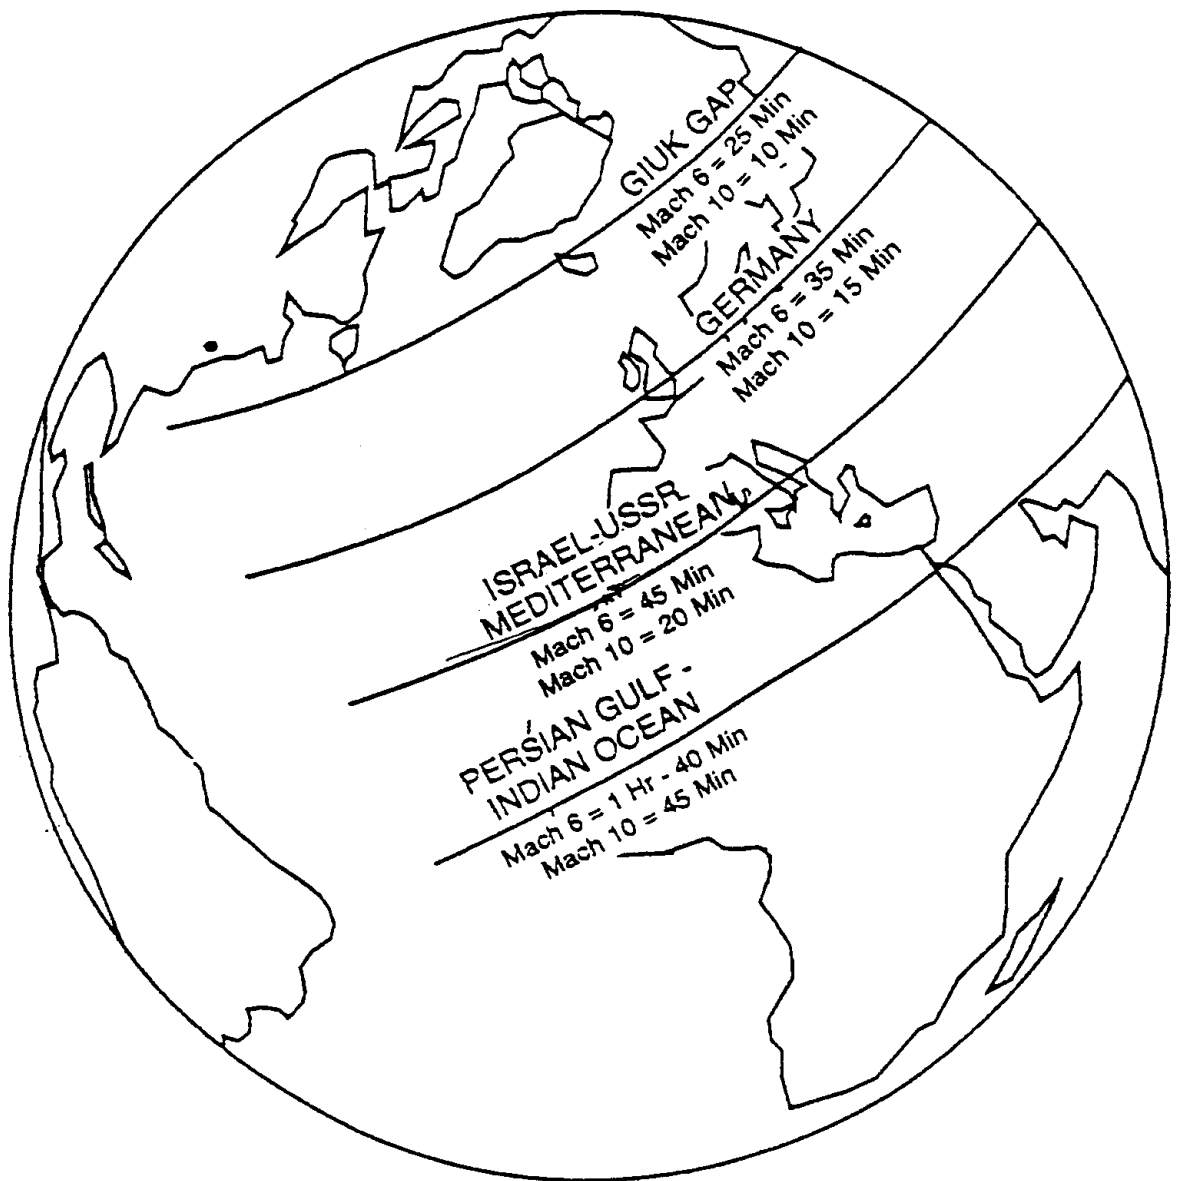 GIUK GAP
Mach 6 = 25 Min
Mach 10 = 10 Min
GERMANY
Mach 6 = 35 Min
Mach 10 = 15 Min
ISRAEL-USSR
MEDITERRANEAN
Mach 6 = 45 Min
Mach 10 = 20 Min
PERSIAN GULF -
INDIAN OCEAN
Mach 6 = 1 Hr - 40 Min
Mach 10 = 45 Min